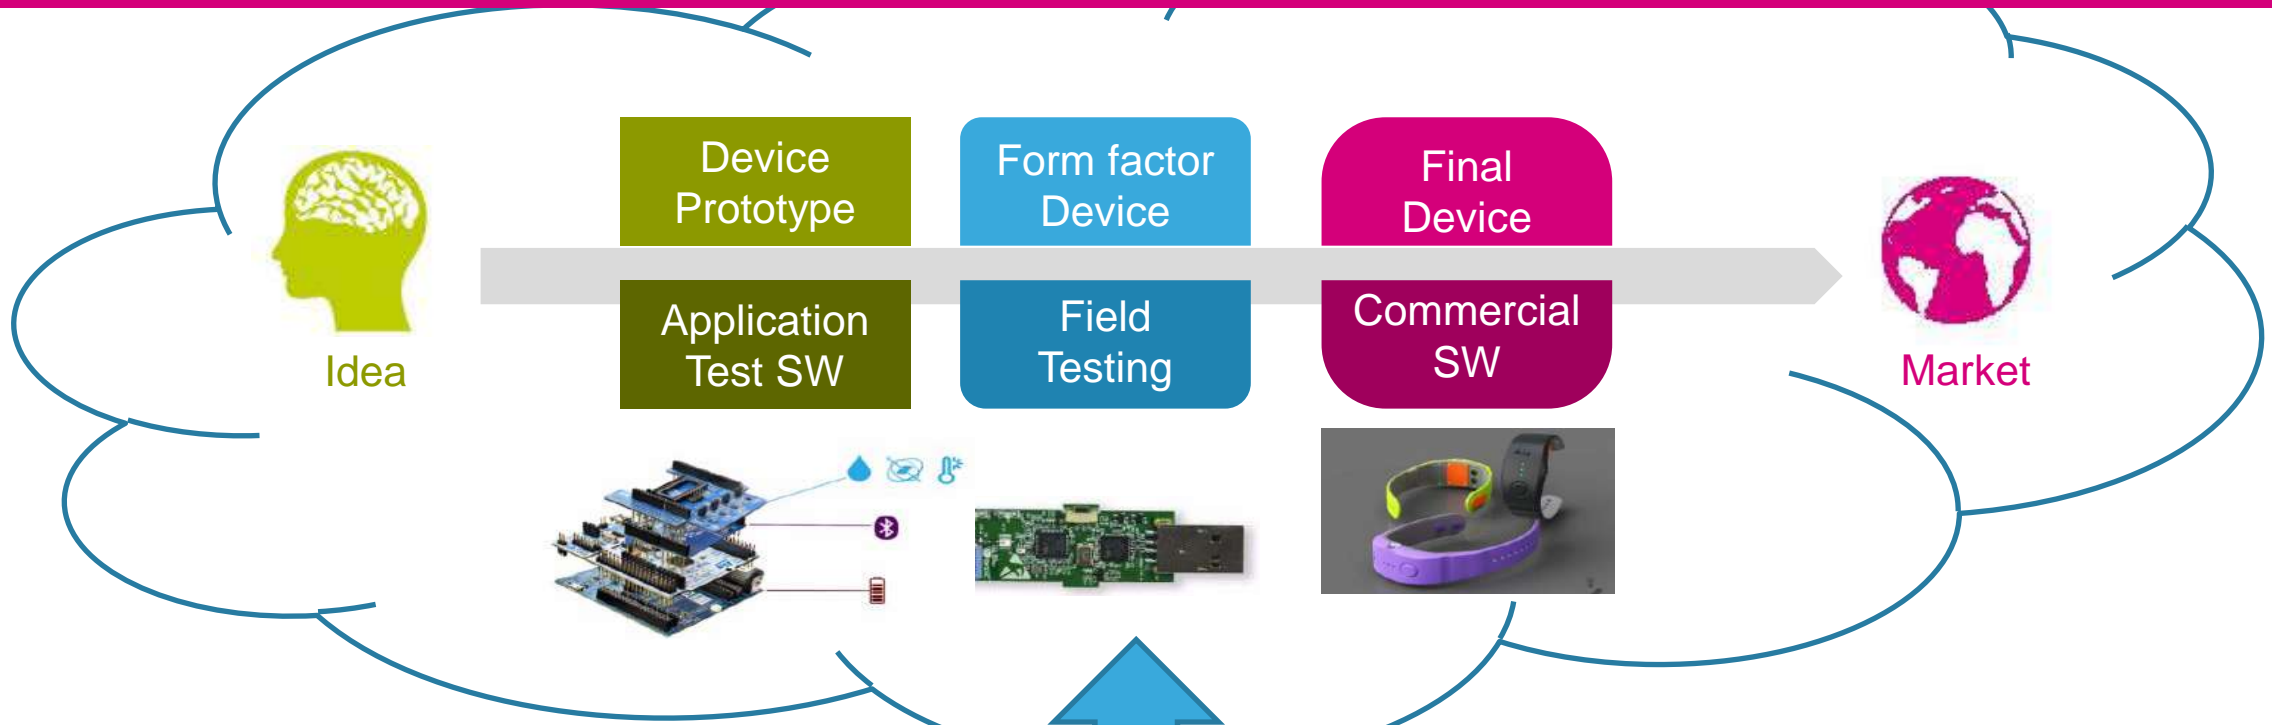 Device
Prototype
Form factor
Device
Final
Device
Application
Test SW
Field
Testing
Commercial
SW
Idea
Market